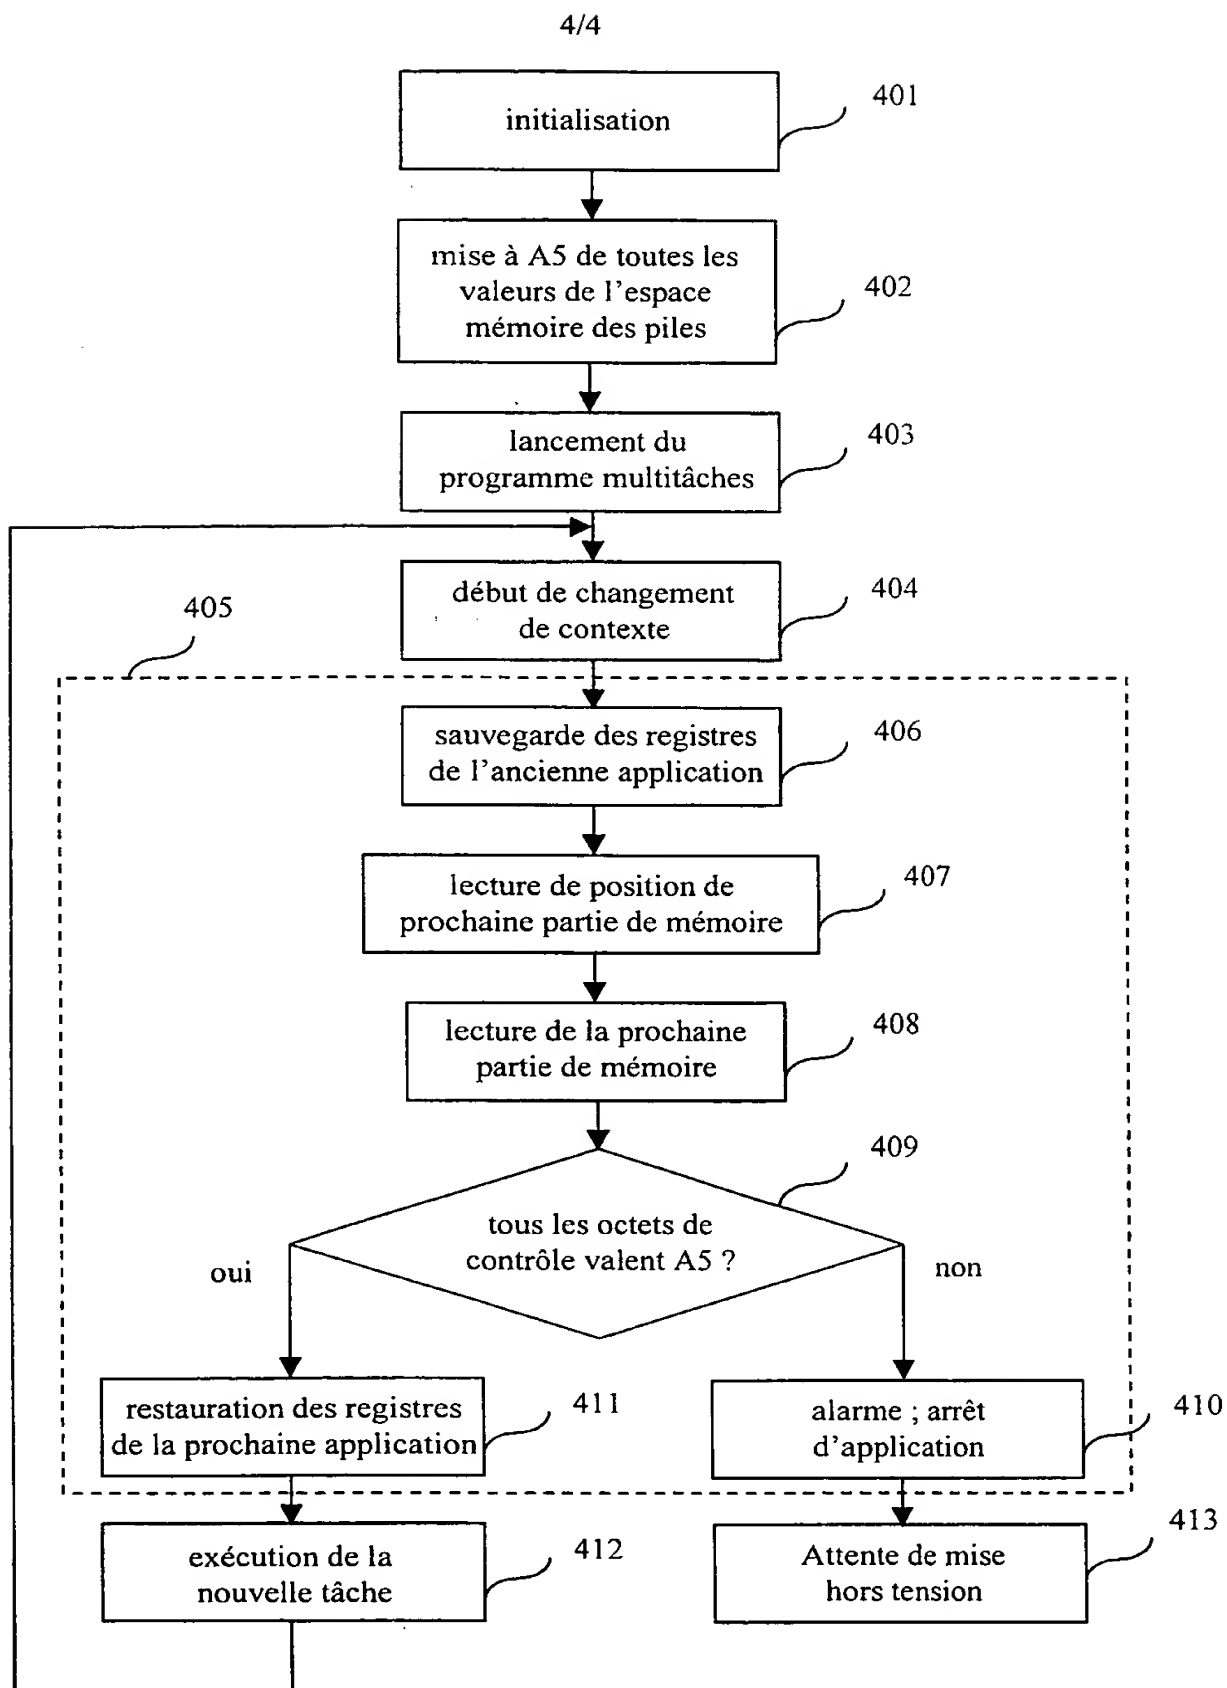 4/4
401
initialisation
mise à A5 de toutes les
valeurs de l'espace
mémoire des piles
402
lancement du
programme multitâches
403
début de changement
de contexte
404
405
sauvegarde des registres
de l'ancienne application
406
lecture de position de
prochaine partie de mémoire
407
lecture de la prochaine
partie de mémoire
408
409
tous les octets de
contrôle valent A5 ?
oui
non
restauration des registres
de la prochaine application
411
alarme ; arrêt
d'application
410
exécution de la
nouvelle tâche
412
Attente de mise
hors tension
413